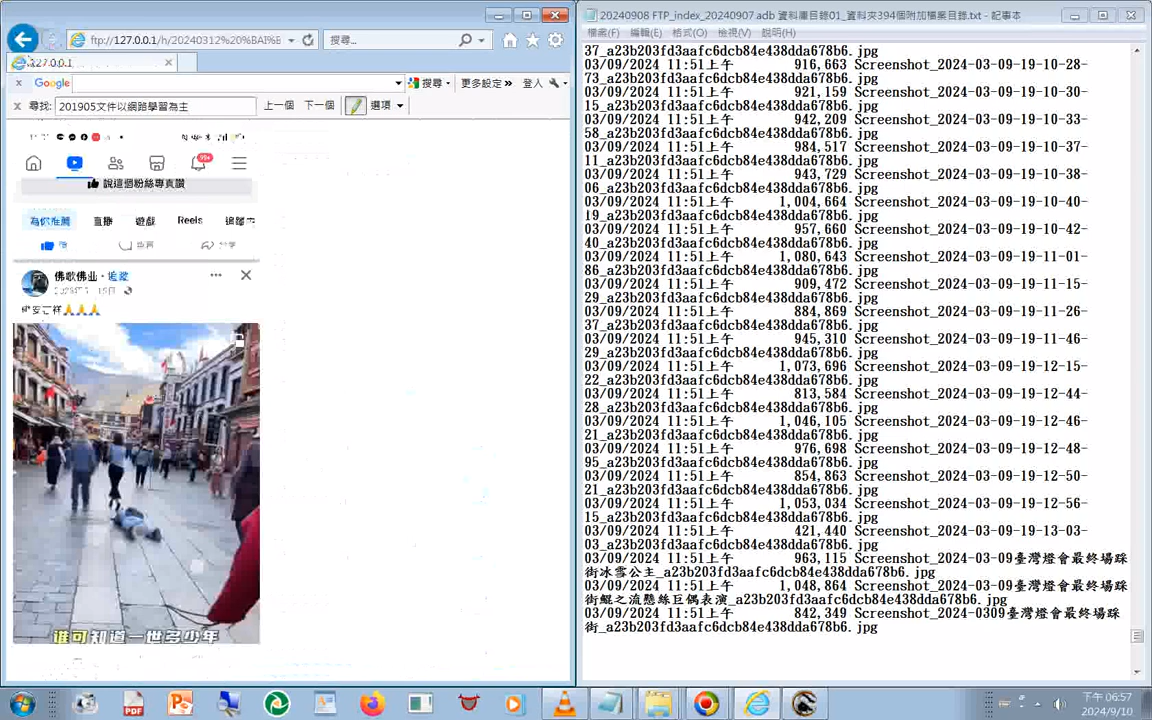 ftp://127.0.0.1/h/20240312%20%BAI%B
搜尋...
127.0.0.1
Google
搜尋
更多設定 »
登入
尋找: 201905文件以網路學習為主
上一個 下一個
選項
99+
說這個粉絲專頁讚
為你推薦 直播 遊戲 Reels
佛歌佛业 · 追蹤
谁可知道一世多少年
20240908 FTP_index_20240907.adb 資料庫目錄01_資料夾394個附加檔案目錄.txt - 記事本
檔案(F) 編輯(E) 格式(O) 檢視(V) 說明(H)
37_a23b203fd3aafc6dcb84e438dda678b6.jpg
03/09/2024 11:51上午 916,663 Screenshot_2024-03-09-19-10-28-
73_a23b203fd3aafc6dcb84e438dda678b6.jpg
03/09/2024 11:51上午 921,159 Screenshot_2024-03-09-19-10-30-
15_a23b203fd3aafc6dcb84e438dda678b6.jpg
03/09/2024 11:51上午 942,209 Screenshot_2024-03-09-19-10-33-
58_a23b203fd3aafc6dcb84e438dda678b6.jpg
03/09/2024 11:51上午 984,517 Screenshot_2024-03-09-19-10-37-
11_a23b203fd3aafc6dcb84e438dda678b6.jpg
03/09/2024 11:51上午 943,729 Screenshot_2024-03-09-19-10-38-
06_a23b203fd3aafc6dcb84e438dda678b6.jpg
03/09/2024 11:51上午 1,004,664 Screenshot_2024-03-09-19-10-40-
19_a23b203fd3aafc6dcb84e438dda678b6.jpg
03/09/2024 11:51上午 957,660 Screenshot_2024-03-09-19-10-42-
40_a23b203fd3aafc6dcb84e438dda678b6.jpg
03/09/2024 11:51上午 1,080,643 Screenshot_2024-03-09-19-11-01-
86_a23b203fd3aafc6dcb84e438dda678b6.jpg
03/09/2024 11:51上午 909,472 Screenshot_2024-03-09-19-11-15-
29_a23b203fd3aafc6dcb84e438dda678b6.jpg
03/09/2024 11:51上午 884,869 Screenshot_2024-03-09-19-11-26-
37_a23b203fd3aafc6dcb84e438dda678b6.jpg
03/09/2024 11:51上午 945,310 Screenshot_2024-03-09-19-11-46-
29_a23b203fd3aafc6dcb84e438dda678b6.jpg
03/09/2024 11:51上午 1,073,696 Screenshot_2024-03-09-19-12-15-
22_a23b203fd3aafc6dcb84e438dda678b6.jpg
03/09/2024 11:51上午 813,584 Screenshot_2024-03-09-19-12-44-
28_a23b203fd3aafc6dcb84e438dda678b6.jpg
03/09/2024 11:51上午 1,046,105 Screenshot_2024-03-09-19-12-46-
21_a23b203fd3aafc6dcb84e438dda678b6.jpg
03/09/2024 11:51上午 976,698 Screenshot_2024-03-09-19-12-48-
95_a23b203fd3aafc6dcb84e438dda678b6.jpg
03/09/2024 11:51上午 854,863 Screenshot_2024-03-09-19-12-50-
21_a23b203fd3aafc6dcb84e438dda678b6.jpg
03/09/2024 11:51上午 1,053,034 Screenshot_2024-03-09-19-12-56-
15_a23b203fd3aafc6dcb84e438dda678b6.jpg
03/09/2024 11:51上午 421,440 Screenshot_2024-03-09-19-13-03-
03_a23b203fd3aafc6dcb84e438dda678b6.jpg
03/09/2024 11:51上午 963,115 Screenshot_2024-03-09臺灣燈會最終場踩
街冰雪公主_a23b203fd3aafc6dcb84e438dda678b6.jpg
03/09/2024 11:51上午 1,048,864 Screenshot_2024-03-09臺灣燈會最終場踩
街鯤之流懸絲巨偶表演_a23b203fd3aafc6dcb84e438dda678b6.jpg
03/09/2024 11:51上午 842,349 Screenshot_2024-0309臺灣燈會最終場踩
街_a23b203fd3aafc6dcb84e438dda678b6.jpg
PDF
下午 06:57
2024/9/10